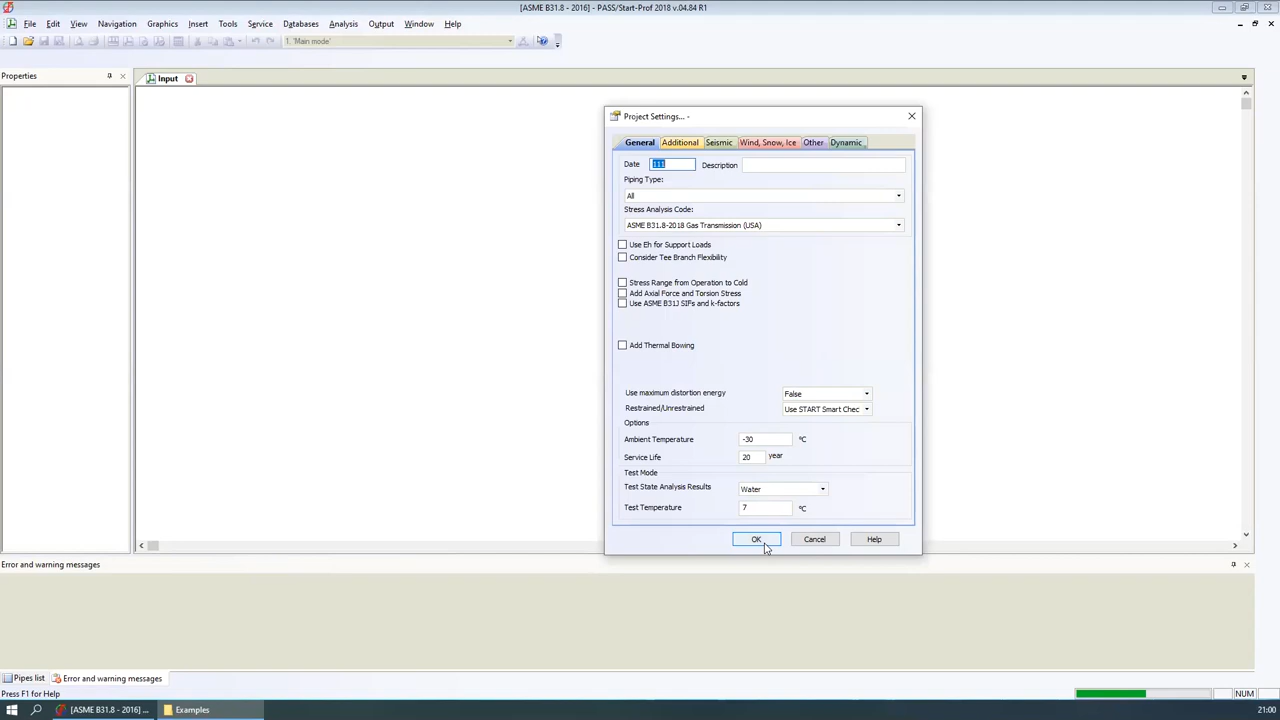 [ASME B31.8 - 2016] - PASS/Start-Prof 2018 v.04.84 R1
File Edit View Navigation Graphics Insert Tools Service Databases Analysis Output Window Help
1. 'Main mode'
Properties
Input
Project Settings... -
General Additional Seismic Wind, Snow, Ice Other Dynamic
Date Description
Piping Type:
All
Stress Analysis Code:
ASME B31.8-2018 Gas Transmission (USA)
Use Eh for Support Loads
Consider Tee Branch Flexibility
Stress Range from Operation to Cold
Add Axial Force and Torsion Stress
Use ASME B31J SIFs and k-factors
Add Thermal Bowing
Use maximum distortion energy False
Restrained/Unrestrained Use START Smart Chec
Options
Ambient Temperature -30 °C
Service Life 20 year
Test Mode
Test State Analysis Results Water
Test Temperature 7 °C
OK Cancel Help
Error and warning messages
Pipes list Error and warning messages
Press F1 for Help NUM
[ASME B31.8 - 2016] ... Examples 21:00